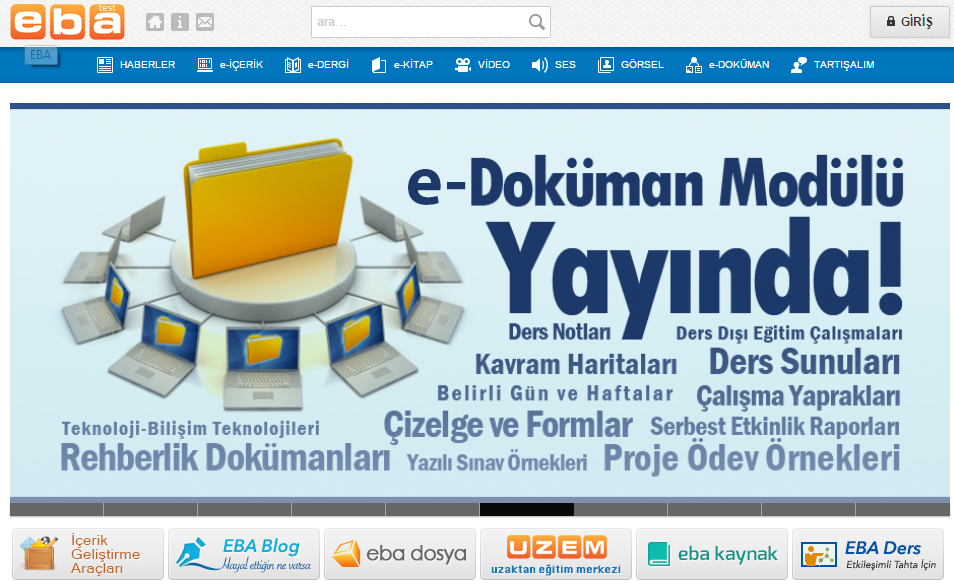 eba
test
ara...
GİRİŞ
EBA
HABERLER
e-İÇERİK
e-DERGİ
e-KİTAP
VİDEO
SES
GÖRSEL
e-DOKÜMAN
TARTIŞALIM
e-Doküman Modülü
Yayında!
Ders Notları
Ders Dışı Eğitim Çalışmaları
Kavram Haritaları
Ders Sunuları
Belirli Gün ve Haftalar
Çalışma Yaprakları
Teknoloji-Bilişim Teknolojileri
Çizelge ve Formlar
Serbest Etkinlik Raporları
Rehberlik Dokümanları
Yazılı Sınav Örnekleri
Proje Ödev Örnekleri
İçerik
Geliştirme
Araçları
EBA Blog
Hayal ettiğin ne varsa
eba dosya
UZEM
uzaktan eğitim merkezi
eba kaynak
EBA Ders
Etkileşimli Tahta İçin